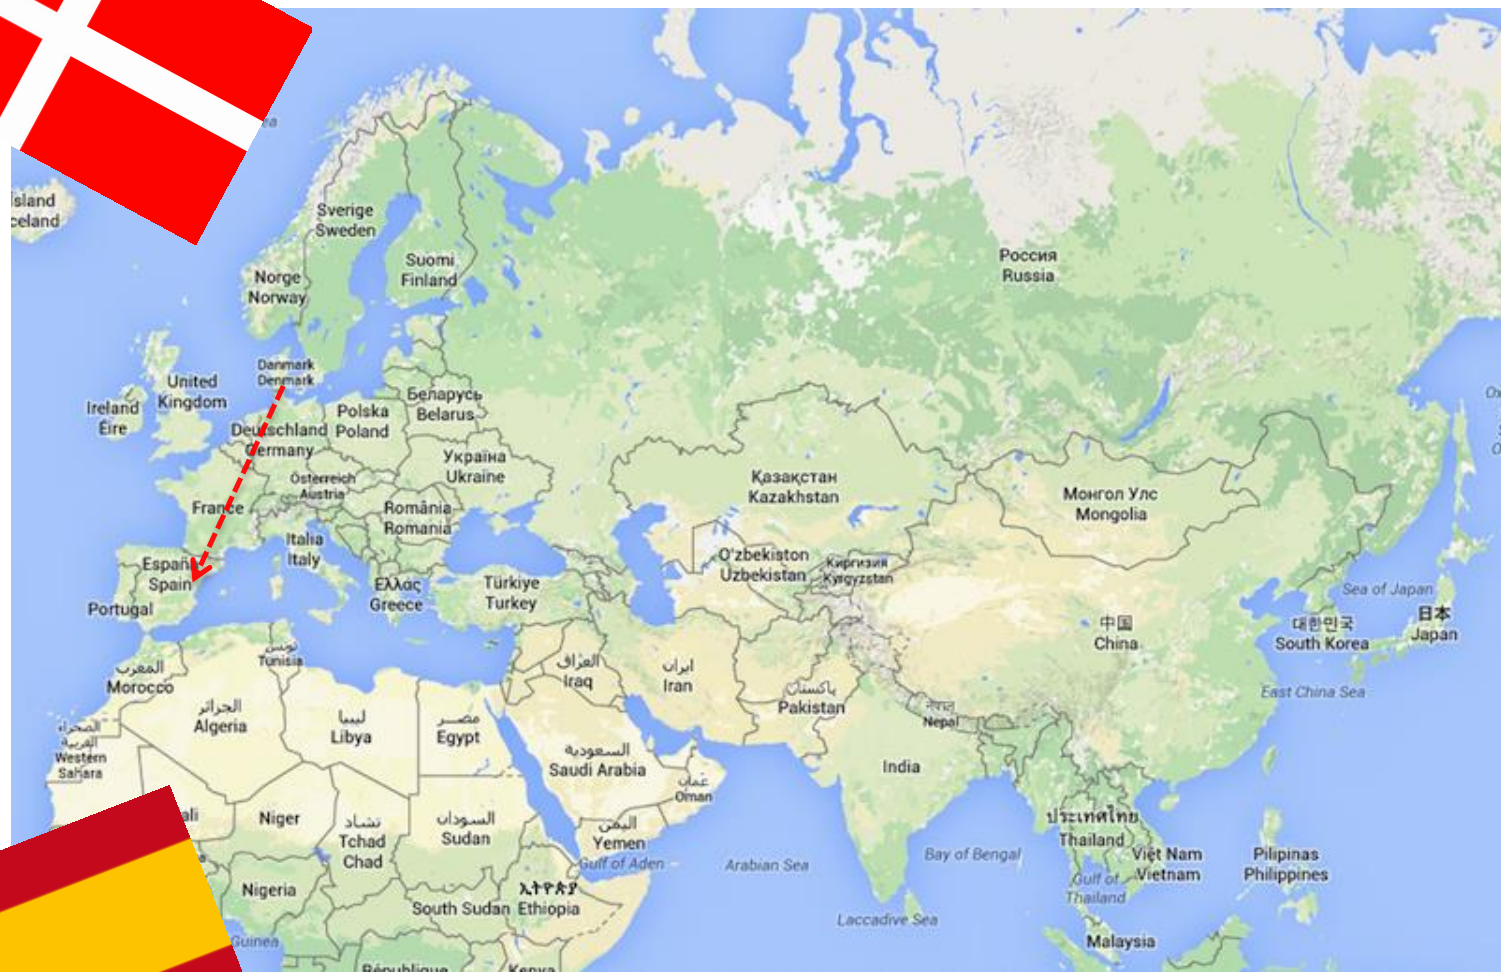 Sverige
Sweden
Suomi
Finland
Norge
Norway
Россия
Russia
Danmark
Denmark
United
Kingdom
Ireland
Éire
Беларусь
Belarus
Polska
Poland
Deutschland
Germany
Україна
Ukraine
Österreich
Austria
France
România
Romania
Қазақстан
Kazakhstan
Монгол Улс
Mongolia
Italia
Italy
O'zbekiston
Uzbekistan
Киргизия
Kyrgyzstan
Spain
Portugal
Ελλάς
Greece
Türkiye
Turkey
Sea of Japan
日本
Japan
中国
China
대한민국
South Korea
تونس
Tunisia
المغرب
Morocco
العراق
Iraq
ایران
Iran
پاکستان
Pakistan
नेपाल
Nepal
East China Sea
الجزائر
Algeria
ليبيا
Libya
مصر
Egypt
الصحراء
الغربية
Western
Sahara
السعودية
Saudi Arabia
عُمان
Oman
India
Niger
تشاد
Tchad
Chad
السودان
Sudan
اليمن
Yemen
Gulf of Aden
Arabian Sea
Bay of Bengal
ประเทศไทย
Thailand
Việt Nam
Vietnam
Gulf of
Thailand
Pilipinas
Philippines
Nigeria
South Sudan
ኢትዮጵያ
Ethiopia
Laccadive Sea
Malaysia
Guinea
République
Kenya